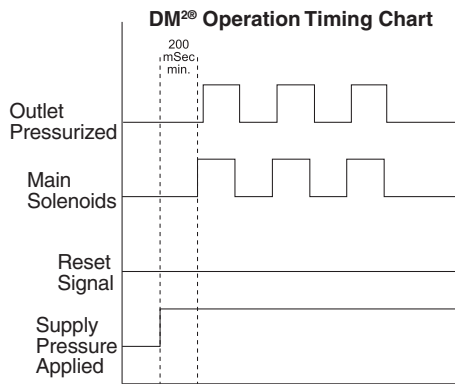 DM²® Operation Timing Chart
200
mSec
min.
Outlet
Pressurized
Main
Solenoids
Reset
Signal
Supply
Pressure
Applied